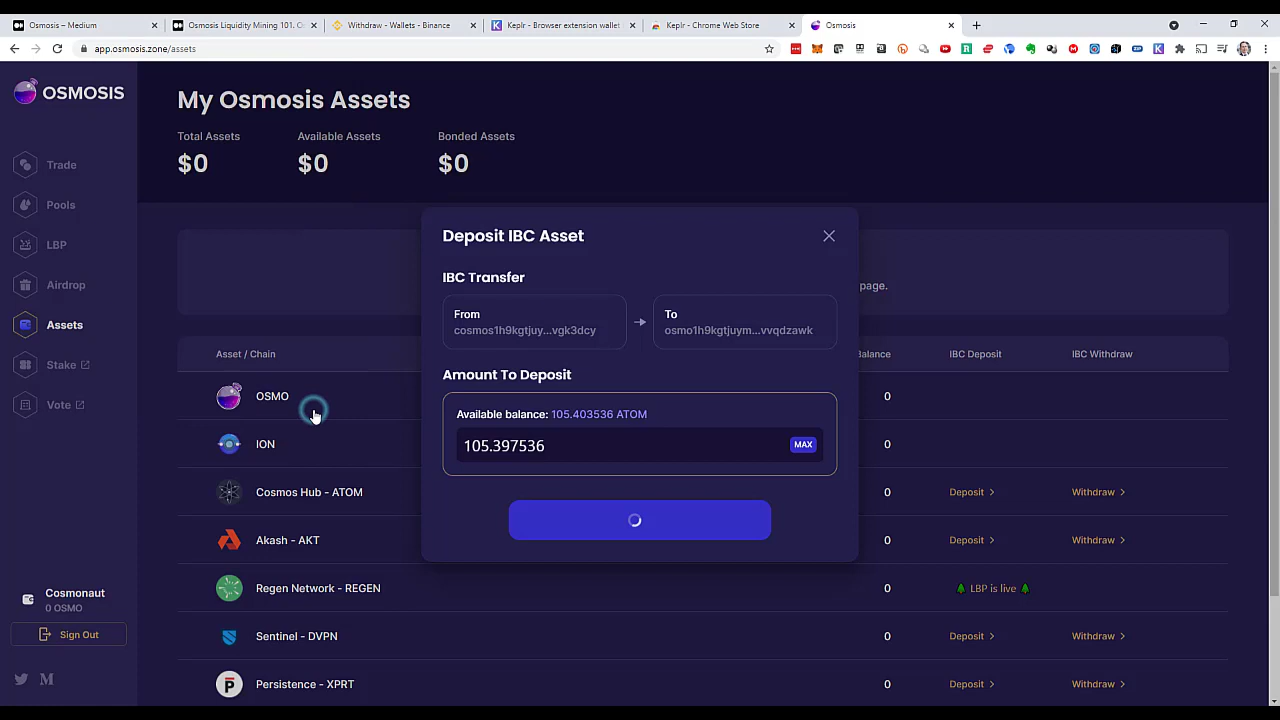 Osmosis – Medium
Osmosis Liquidity Mining 101. O
Withdraw - Wallets - Binance
Keplr - Browser extension wallet
Keplr - Chrome Web Store
Osmosis
app.osmosis.zone/assets
OSMOSIS
Trade
Pools
LBP
Airdrop
Assets
Stake
Vote
Cosmonaut
0 OSMO
Sign Out
My Osmosis Assets
Total Assets
Available Assets
Bonded Assets
$0
$0
$0
page.
Deposit IBC Asset
IBC Transfer
From
cosmos1h9kgtjuy...vgk3dcy
To
osmo1h9kgtjuym...vvqdzawk
Amount To Deposit
Available balance: 105.403536 ATOM
105.397536
MAX
Asset / Chain
Balance
IBC Deposit
IBC Withdraw
OSMO
0
ION
0
Cosmos Hub - ATOM
0
Deposit >
Withdraw >
Akash - AKT
0
Deposit >
Withdraw >
Regen Network - REGEN
0
🌲 LBP is live 🌲
Sentinel - DVPN
0
Deposit >
Withdraw >
Persistence - XPRT
0
Deposit >
Withdraw >